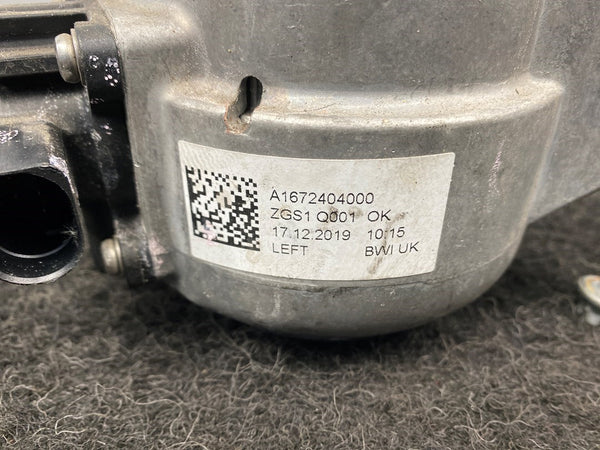 A1672404000
ZGS1 Q001 OK
17.12.2019 10:15
LEFT BWI UK